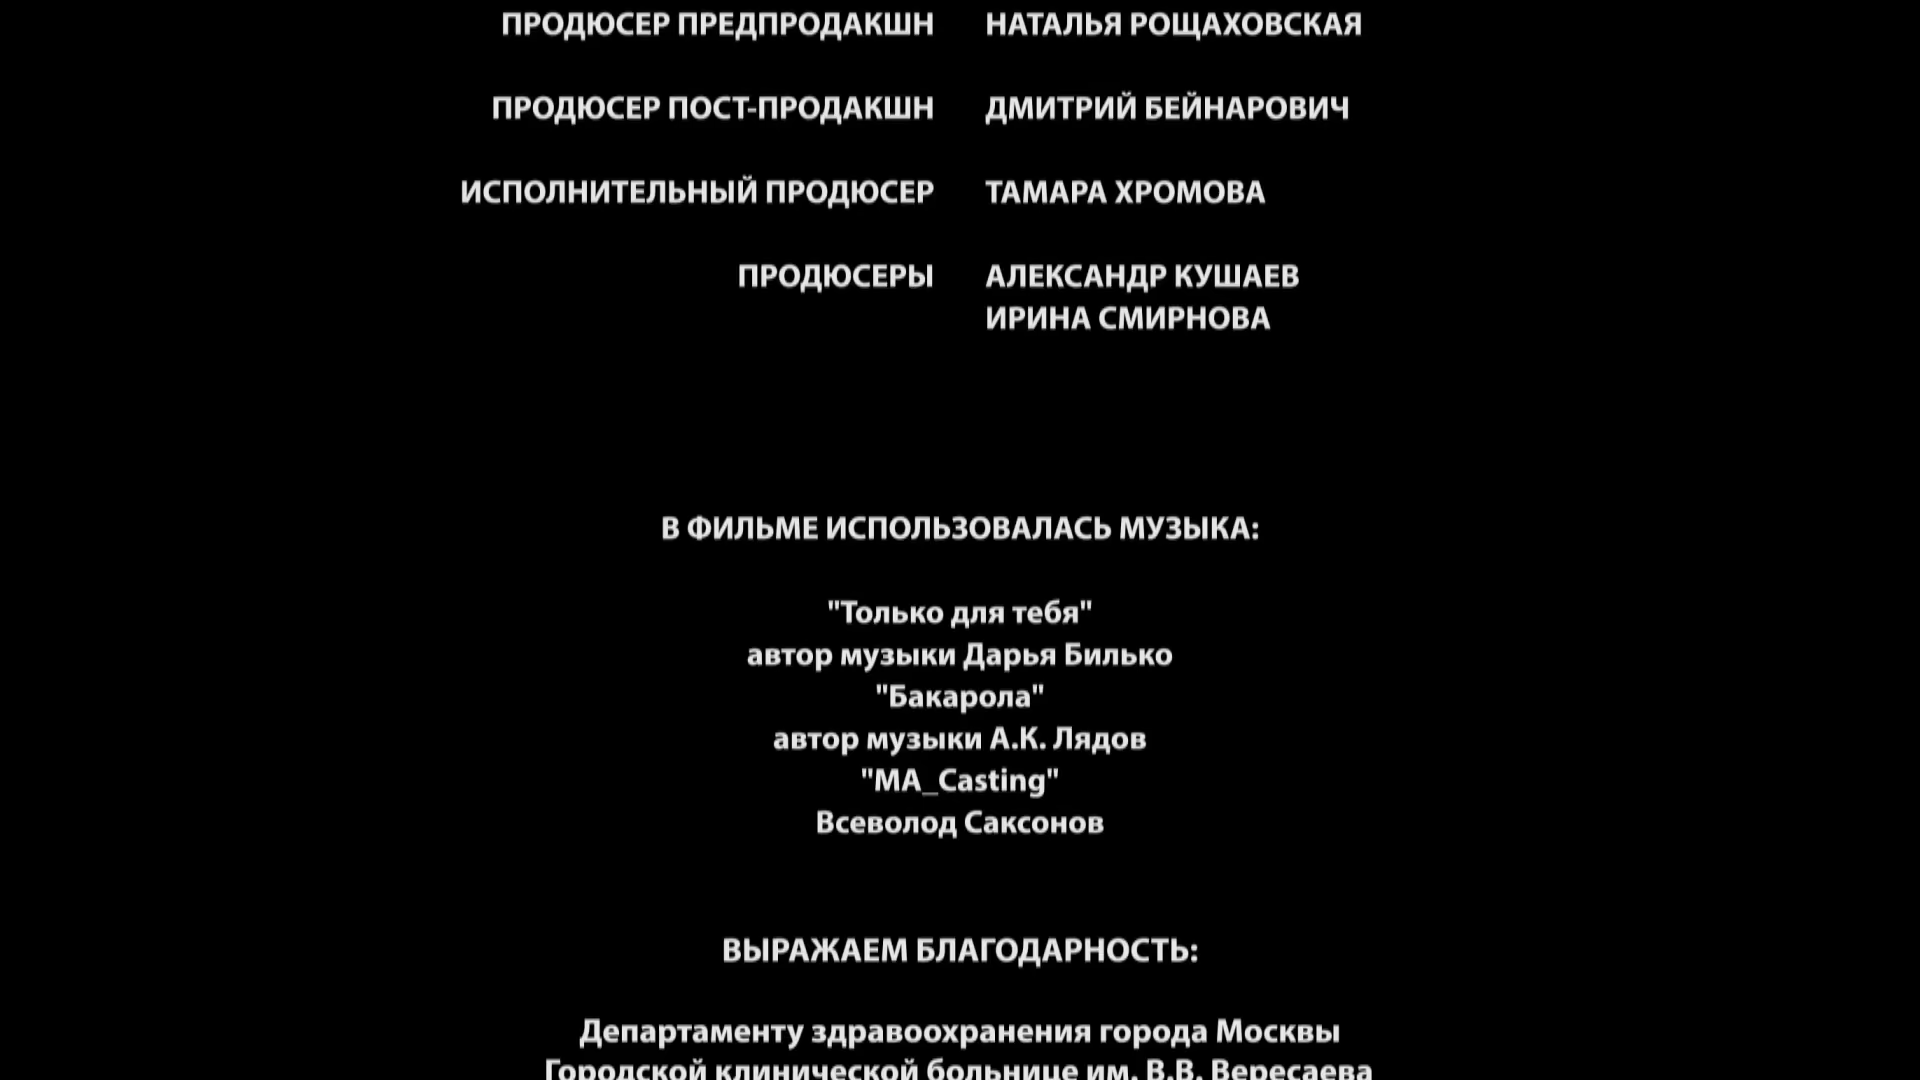 ПРОДЮСЕР ПРЕДПРОДАКШН НАТАЛЬЯ РОЩАХОВСКАЯ
ПРОДЮСЕР ПОСТ-ПРОДАКШН ДМИТРИЙ БЕЙНАРОВИЧ
ИСПОЛНИТЕЛЬНЫЙ ПРОДЮСЕР ТАМАРА ХРОМОВА
ПРОДЮСЕРЫ АЛЕКСАНДР КУШАЕВ
ИРИНА СМИРНОВА
В ФИЛЬМЕ ИСПОЛЬЗОВАЛАСЬ МУЗЫКА:
"Только для тебя"
автор музыки Дарья Билько
"Бакарола"
автор музыки А.К. Лядов
"MA_Casting"
Всеволод Саксонов
ВЫРАЖАЕМ БЛАГОДАРНОСТЬ:
Департаменту здравоохранения города Москвы
Городской клинической больнице им. В.В. Вересаева